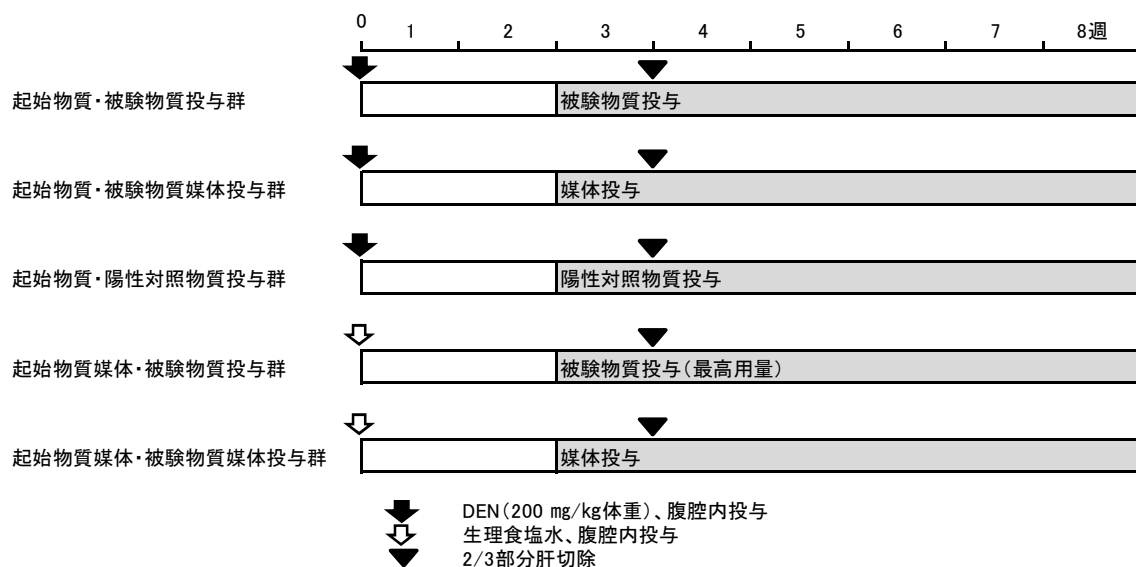 0 1 2 3 4 5 6 7 8週
起始物質・被験物質投与群 被験物質投与
起始物質・被験物質媒体投与群 媒体投与
起始物質・陽性対照物質投与群 陽性対照物質投与
起始物質媒体・被験物質投与群 被験物質投与(最高用量)
起始物質媒体・被験物質媒体投与群 媒体投与
DEN(200 mg/kg体重)、腹腔内投与
生理食塩水、腹腔内投与
2/3部分肝切除